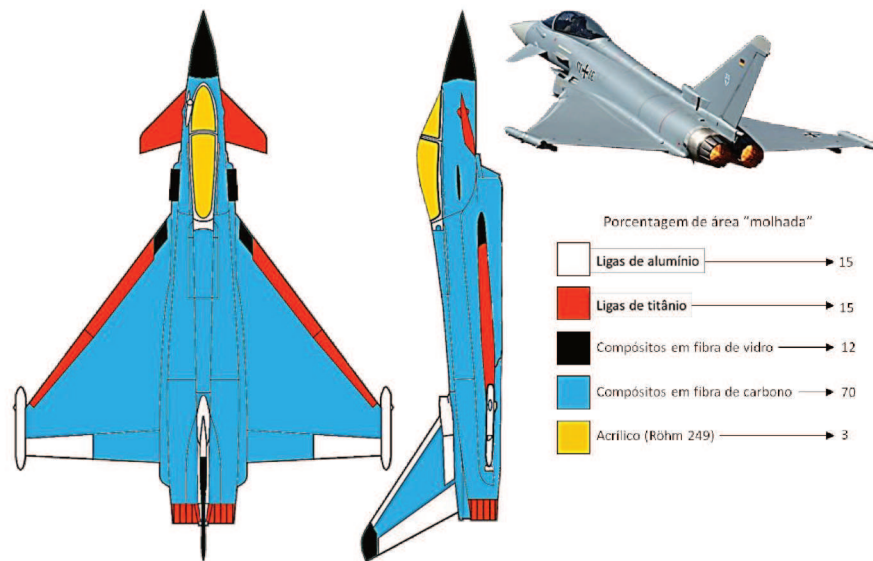 Porcentagem de área “molhada”
Ligas de alumínio 15
Ligas de titânio 15
Compósitos em fibra de vidro 12
Compósitos em fibra de carbono 70
Acrílico (Röhm 249) 3